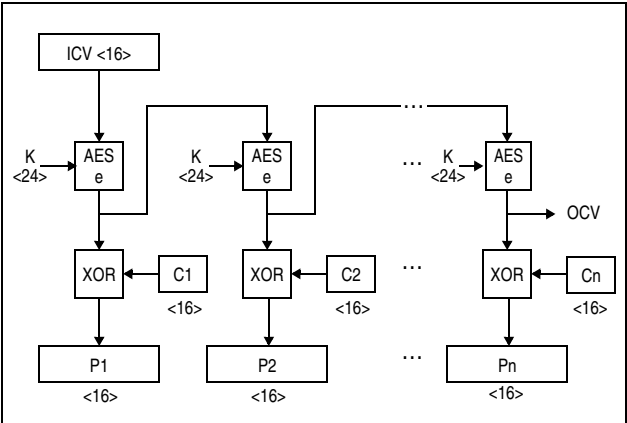 ICV <16>
...
K
<24>
AES
e
K
<24>
AES
e
...
K
<24>
AES
e
OCV
XOR
C1
<16>
XOR
C2
<16>
...
XOR
Cn
<16>
P1
<16>
P2
<16>
...
Pn
<16>